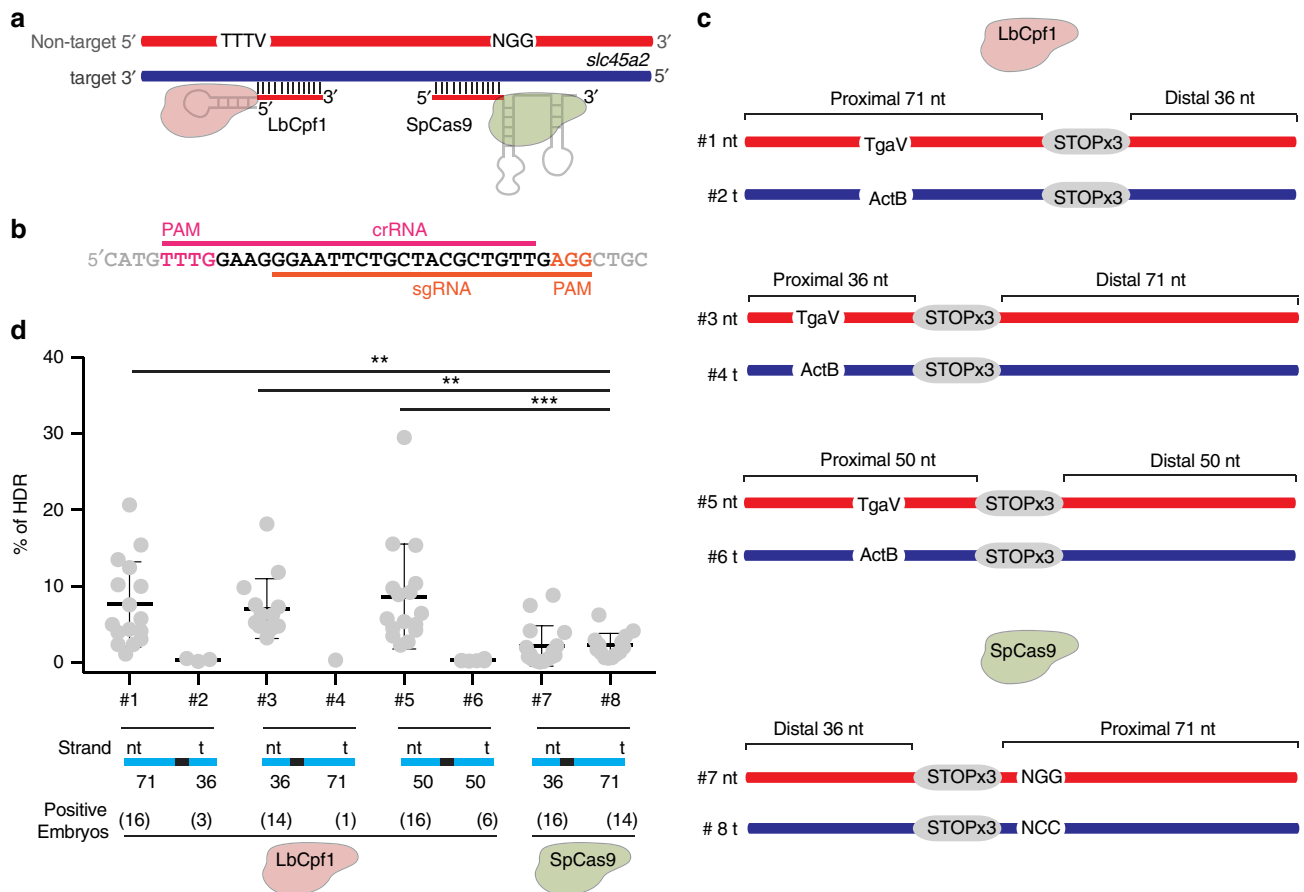 a
Non-target 5′ TTTV NGG 3′
slc45a2
target 3′ 5′
5′ 3′ 5′ 3′
LbCpf1 SpCas9
b
PAM crRNA
5′CATGTTTGGAAGGGAATTCTGCTACGCTGTTGAGGCTGC
sgRNA PAM
c
LbCpf1
Proximal 71 nt Distal 36 nt
#1 nt TgaV STOPx3
#2 t ActB STOPx3
Proximal 36 nt Distal 71 nt
#3 nt TgaV STOPx3
#4 t ActB STOPx3
Proximal 50 nt Distal 50 nt
#5 nt TgaV STOPx3
#6 t ActB STOPx3
SpCas9
Distal 36 nt Proximal 71 nt
#7 nt STOPx3 NGG
# 8 t STOPx3 NCC
d
% of HDR
40
30
20
10
0
**
**
***
#1 #2 #3 #4 #5 #6 #7 #8
Strand nt t nt t nt t nt t
71 36 36 71 50 50 36 71
Positive
Embryos (16) (3) (14) (1) (16) (6) (16) (14)
LbCpf1 SpCas9